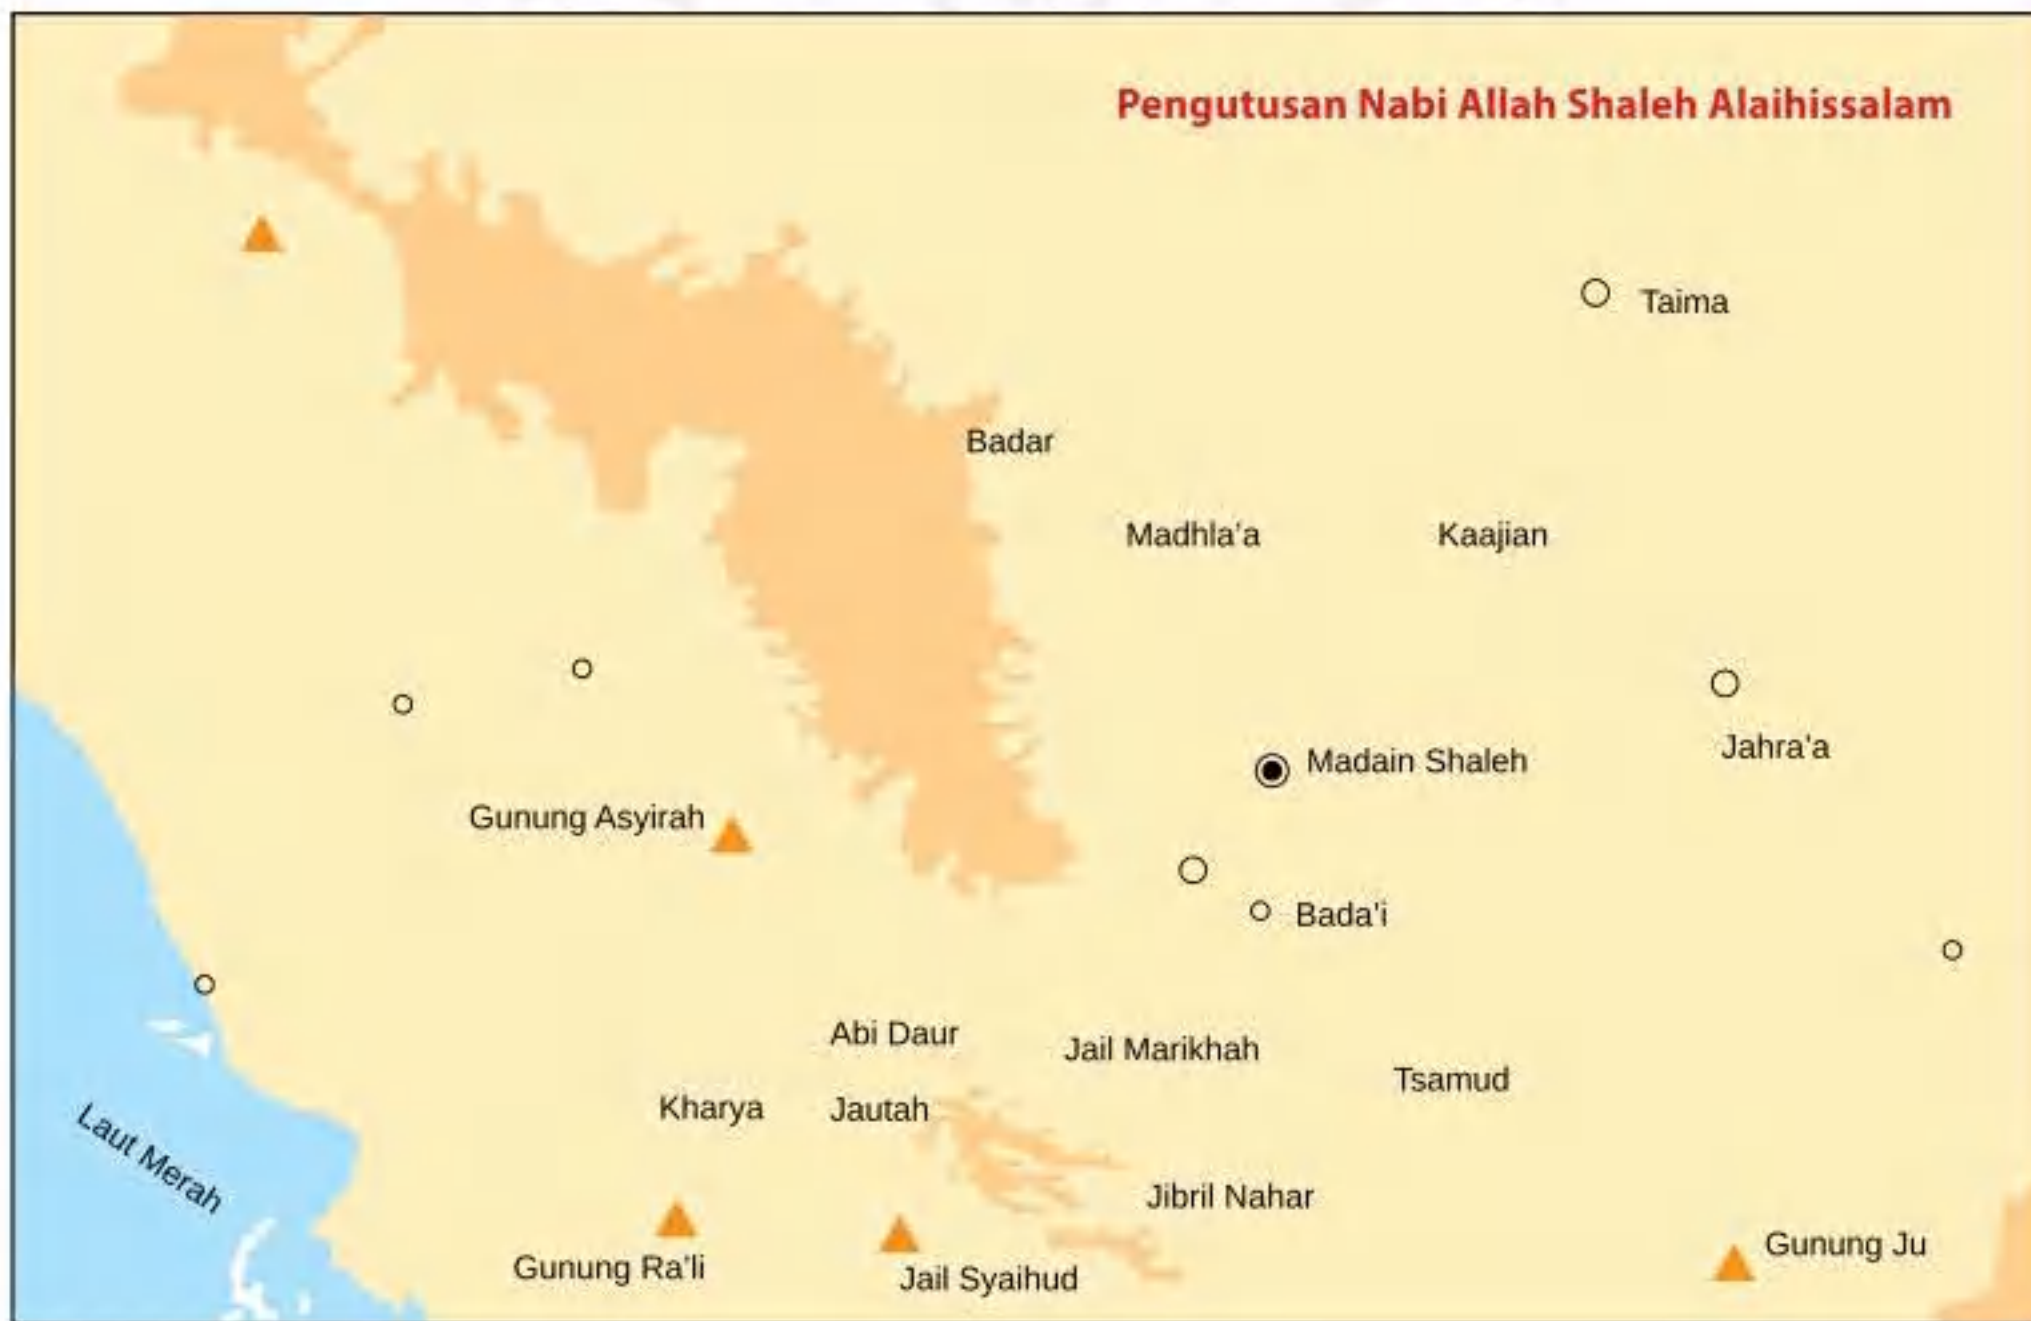 Pengutusan Nabi Allah Shaleh Alaihissalam
Taima
Badar
Madhla'a
Kaajian
Jahra'a
Madain Shaleh
Gunung Asyirah
Bada'i
Abi Daur
Jail Marikhah
Tsamud
Kharya
Jautah
Laut Merah
Jibril Nahar
Gunung Ju
Gunung Ra'li
Jail Syaihud